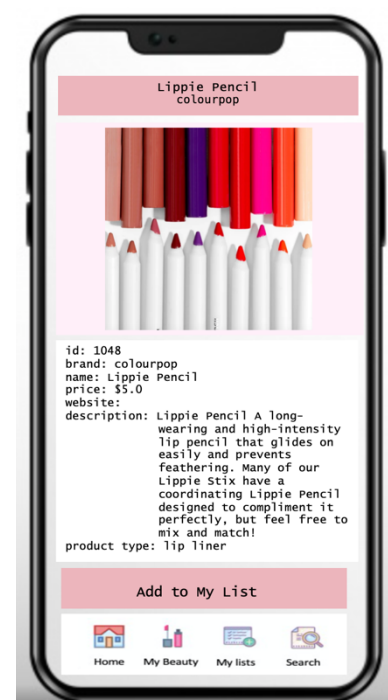 Lippie Pencil
colourpop
id: 1048
brand: colourpop
name: Lippie Pencil
price: $5.0
website:
description: Lippie Pencil A long-
wearing and high-intensity
lip pencil that glides on
easily and prevents
feathering. Many of our
Lippie Stix have a
coordinating Lippie Pencil
designed to compliment it
perfectly, but feel free to
mix and match!
product type: lip liner
Add to My List
Home My Beauty My lists Search